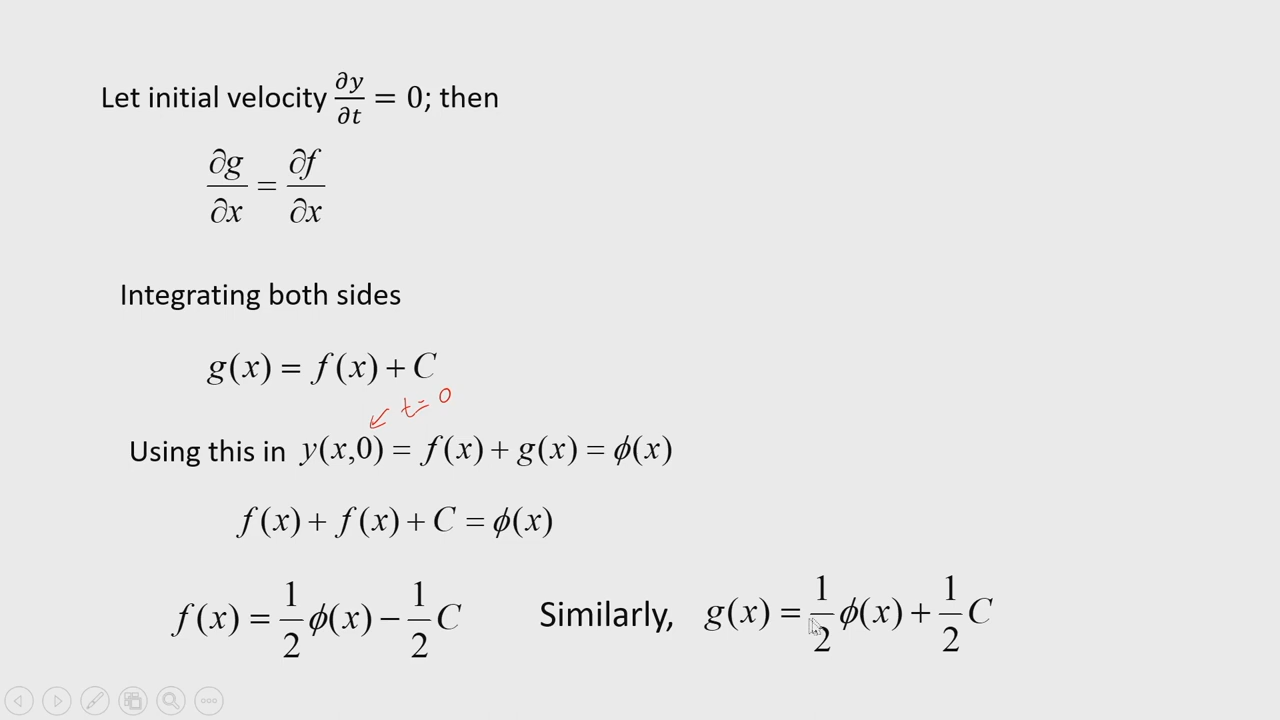 Let initial velocity ∂y/∂t = 0; then
∂g/∂x = ∂f/∂x
Integrating both sides
g(x) = f(x) + C
t = 0
Using this in y(x,0) = f(x) + g(x) = ϕ(x)
f(x) + f(x) + C = ϕ(x)
f(x) = 1/2 ϕ(x) − 1/2 C Similarly, g(x) = 1/2 ϕ(x) + 1/2 C